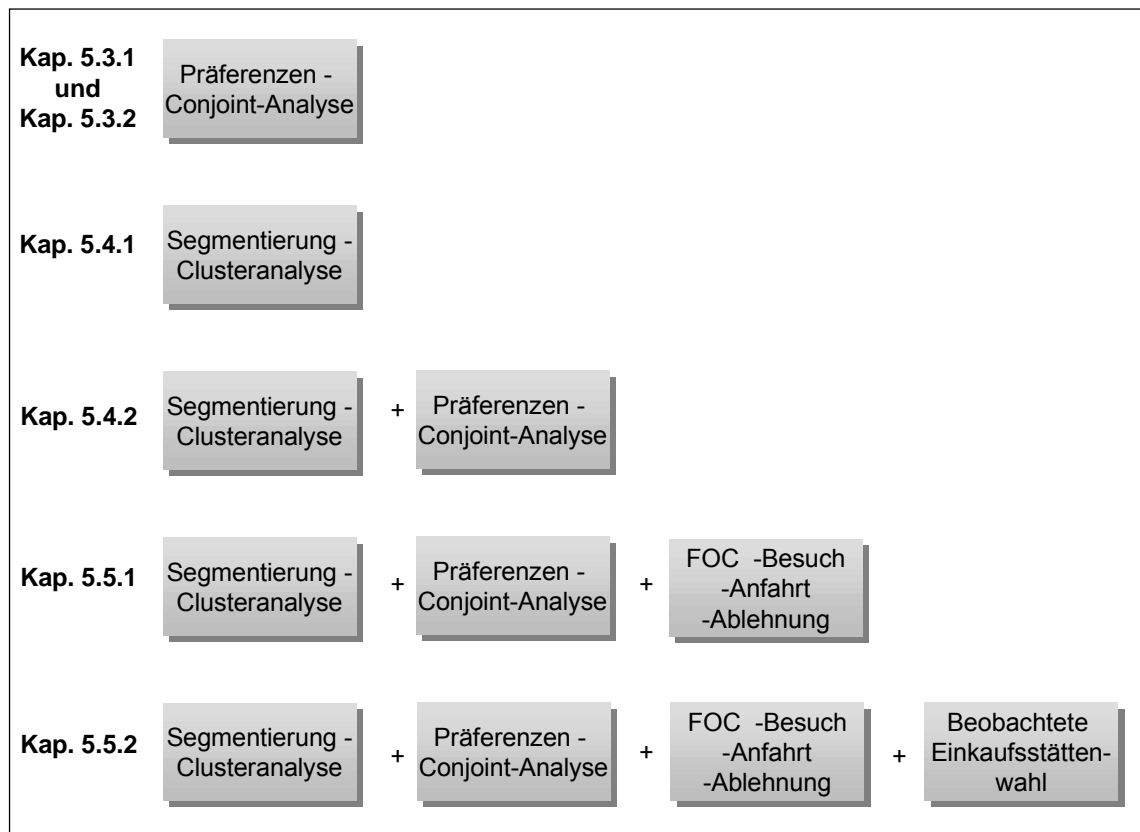 Kap. 5.3.1
und
Kap. 5.3.2
Präferenzen -
Conjoint-Analyse
Kap. 5.4.1
Segmentierung -
Clusteranalyse
Kap. 5.4.2
Segmentierung -
Clusteranalyse
+
Präferenzen -
Conjoint-Analyse
Kap. 5.5.1
Segmentierung -
Clusteranalyse
+
Präferenzen -
Conjoint-Analyse
+
FOC -Besuch
-Anfahrt
-Ablehnung
Kap. 5.5.2
Segmentierung -
Clusteranalyse
+
Präferenzen -
Conjoint-Analyse
+
FOC -Besuch
-Anfahrt
-Ablehnung
+
Beobachtete
Einkaufsstätten-
wahl